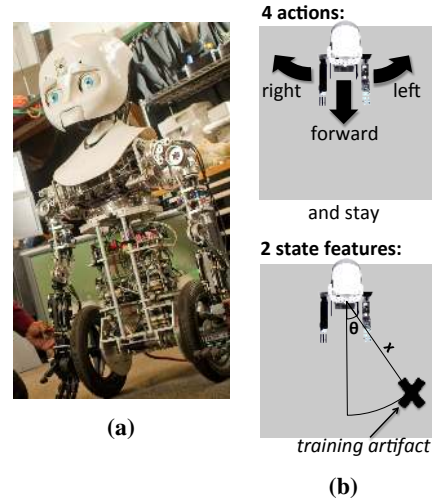 4 actions:
right
left
forward
and stay
2 state features:
θ
x
training artifact
(a)
(b)